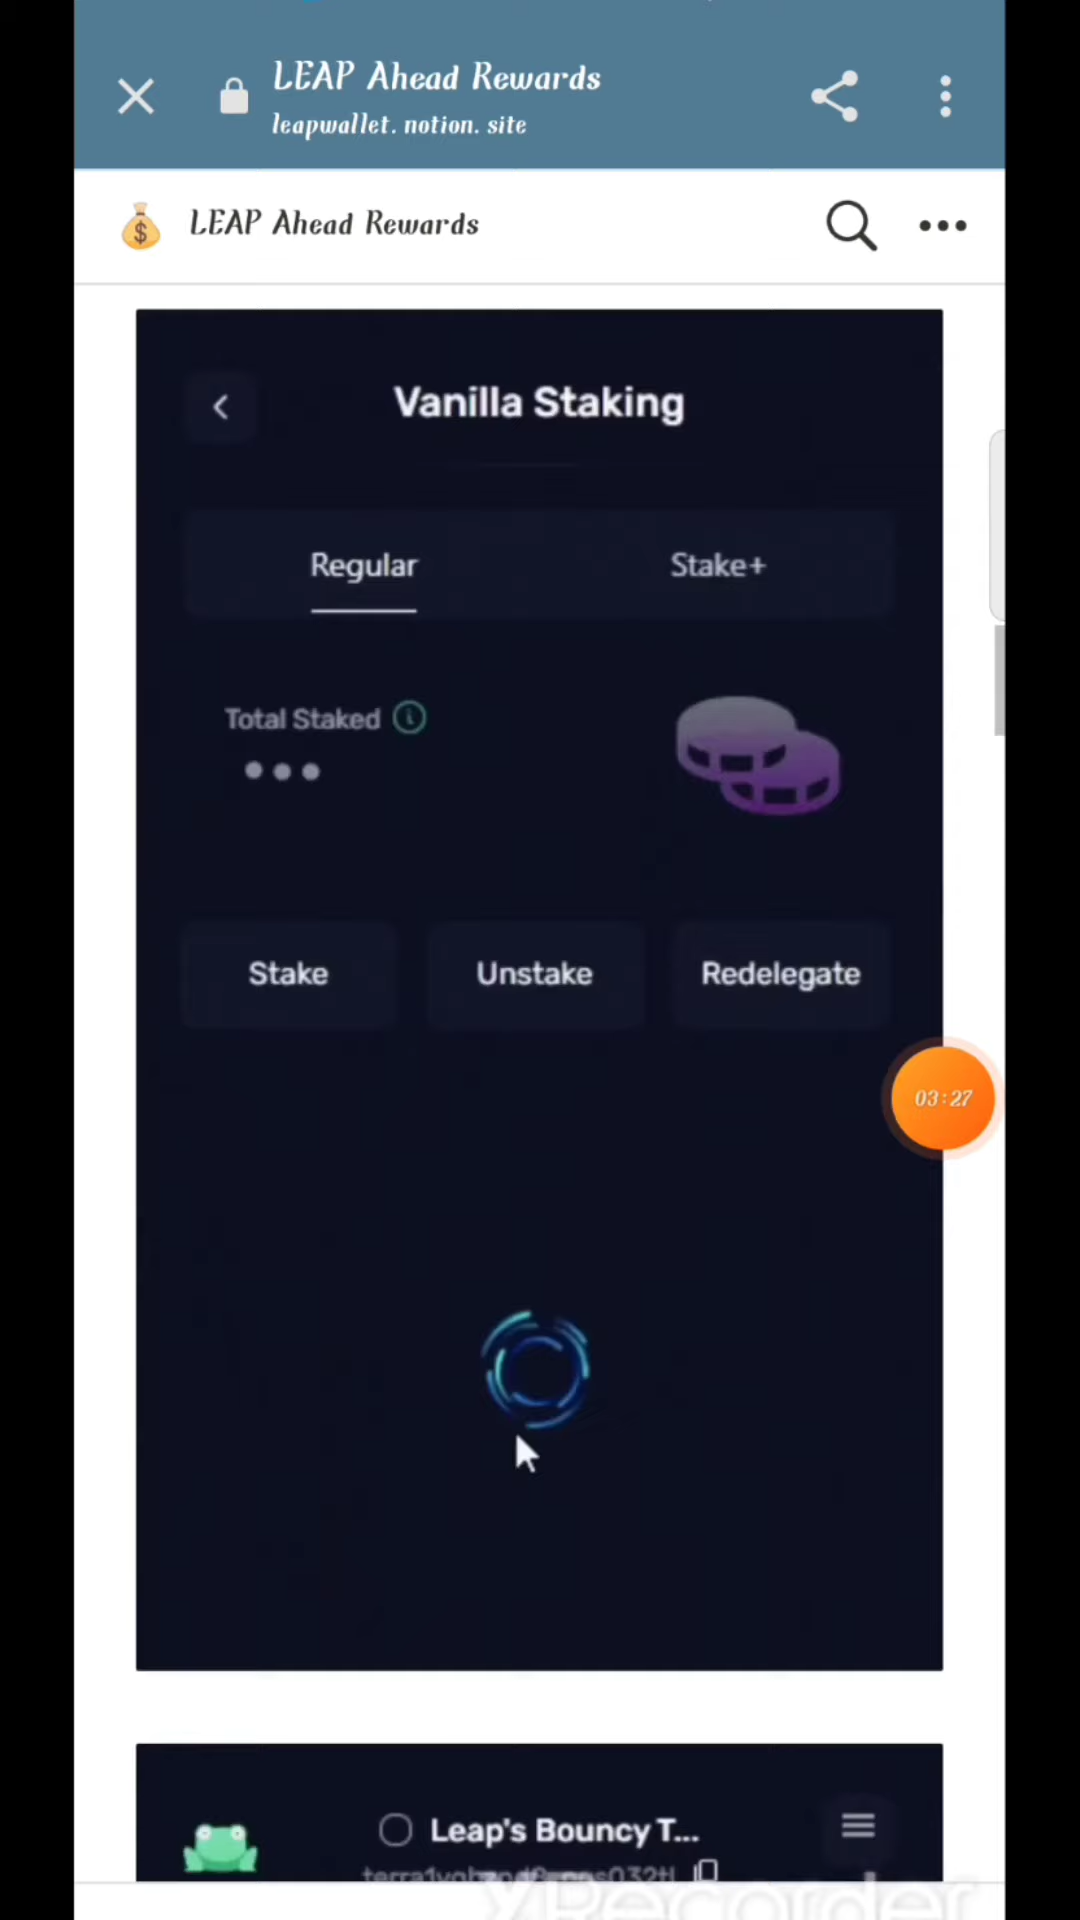 LEAP Ahead Rewards
leapwallet. notion. site
LEAP Ahead Rewards
Vanilla Staking
Regular
Stake+
Total Staked
Stake
Unstake
Redelegate
03:27
Leap's Bouncy T...
XRecorder